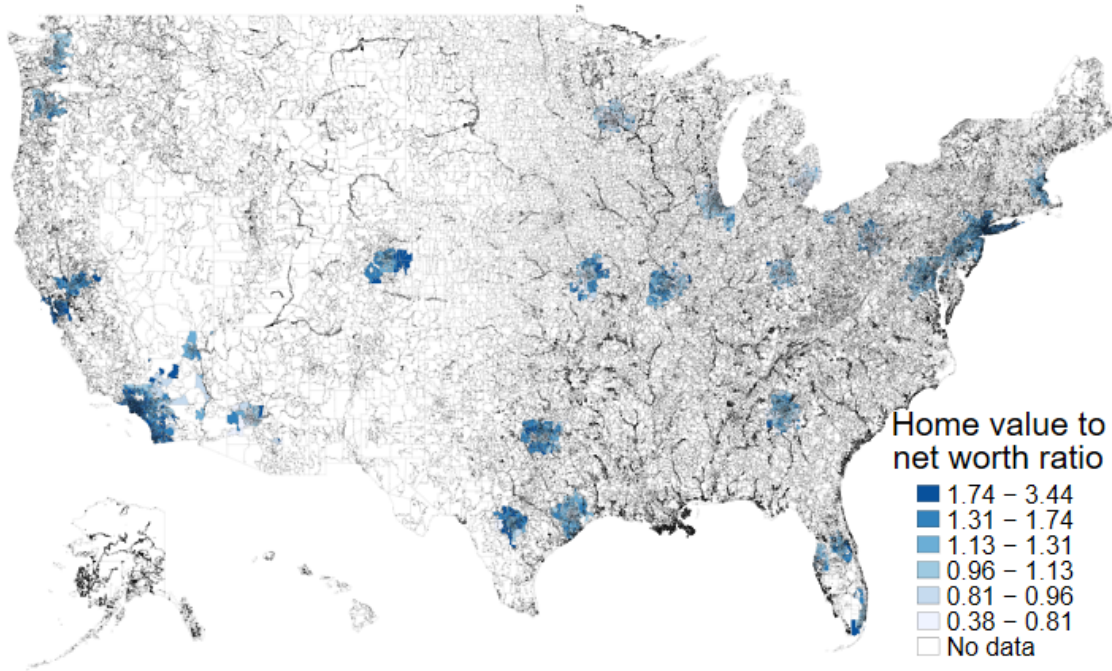 Home value to
net worth ratio
1.74 − 3.44
1.31 − 1.74
1.13 − 1.31
0.96 − 1.13
0.81 − 0.96
0.38 − 0.81
No data